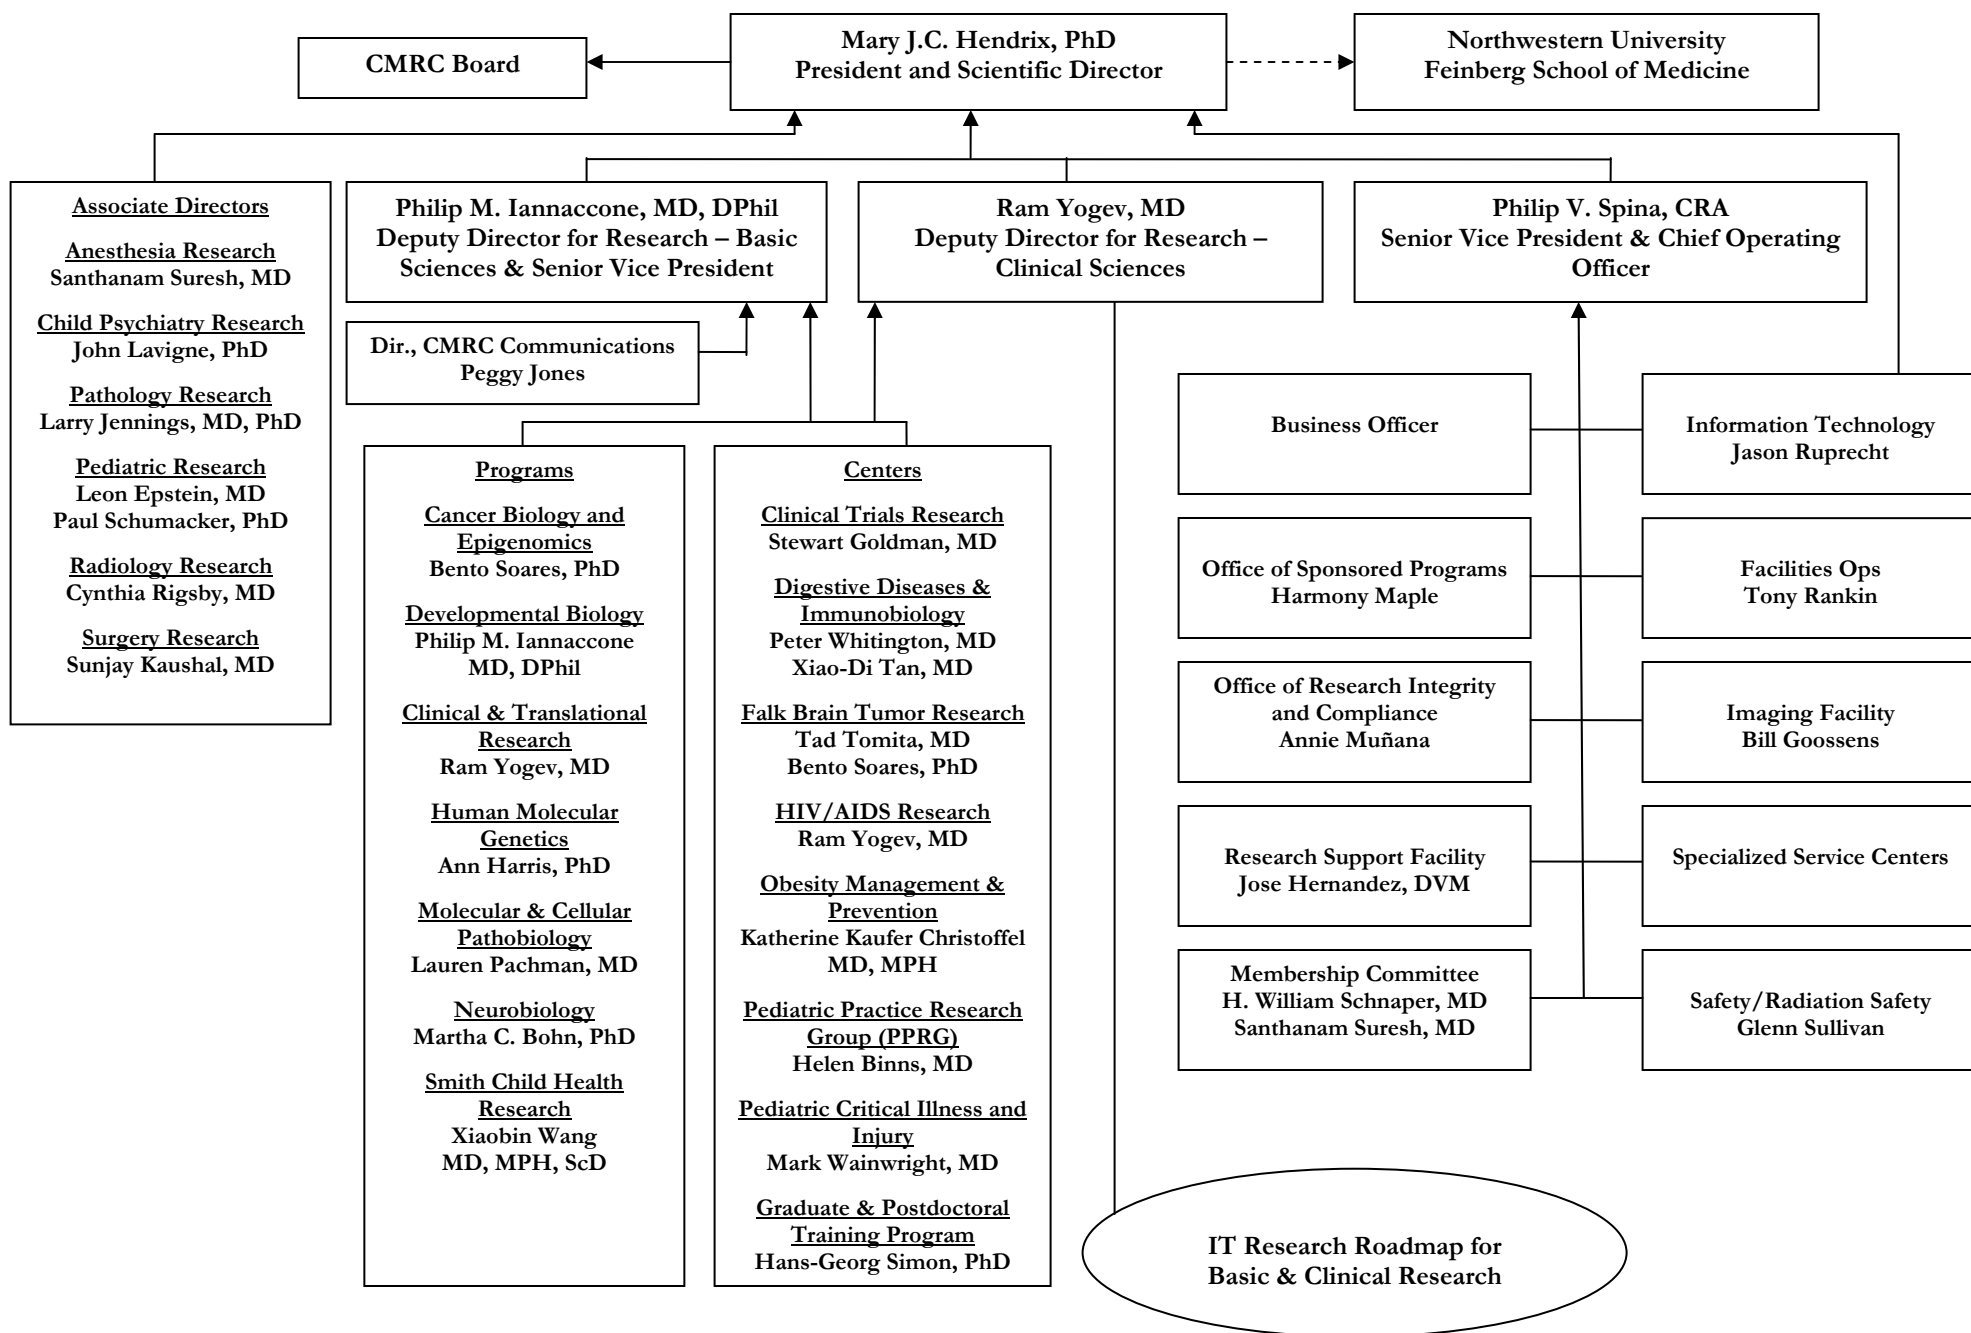 CMRC Board
Mary J.C. Hendrix, PhD
President and Scientific Director
Northwestern University
Feinberg School of Medicine
Associate Directors
Anesthesia Research
Santhanam Suresh, MD
Child Psychiatry Research
John Lavigne, PhD
Pathology Research
Larry Jennings, MD, PhD
Pediatric Research
Leon Epstein, MD
Paul Schumacker, PhD
Radiology Research
Cynthia Rigsby, MD
Surgery Research
Sunjay Kaushal, MD
Philip M. Iannaccone, MD, DPhil
Deputy Director for Research – Basic
Sciences & Senior Vice President
Ram Yogev, MD
Deputy Director for Research –
Clinical Sciences
Philip V. Spina, CRA
Senior Vice President & Chief Operating
Officer
Dir., CMRC Communications
Peggy Jones
Programs
Cancer Biology and
Epigenomics
Bento Soares, PhD
Developmental Biology
Philip M. Iannaccone
MD, DPhil
Clinical & Translational
Research
Ram Yogev, MD
Human Molecular
Genetics
Ann Harris, PhD
Molecular & Cellular
Pathobiology
Lauren Pachman, MD
Neurobiology
Martha C. Bohn, PhD
Smith Child Health
Research
Xiaobin Wang
MD, MPH, ScD
Centers
Clinical Trials Research
Stewart Goldman, MD
Digestive Diseases &
Immunobiology
Peter Whitington, MD
Xiao-Di Tan, MD
Falk Brain Tumor Research
Tad Tomita, MD
Bento Soares, PhD
HIV/AIDS Research
Ram Yogev, MD
Obesity Management &
Prevention
Katherine Kaufer Christoffel
MD, MPH
Pediatric Practice Research
Group (PPRG)
Helen Binns, MD
Pediatric Critical Illness and
Injury
Mark Wainwright, MD
Graduate & Postdoctoral
Training Program
Hans-Georg Simon, PhD
Business Officer
Information Technology
Jason Ruprecht
Office of Sponsored Programs
Harmony Maple
Facilities Ops
Tony Rankin
Office of Research Integrity
and Compliance
Annie Muñana
Imaging Facility
Bill Goossens
Research Support Facility
Jose Hernandez, DVM
Specialized Service Centers
Membership Committee
H. William Schnaper, MD
Santhanam Suresh, MD
Safety/Radiation Safety
Glenn Sullivan
IT Research Roadmap for
Basic & Clinical Research